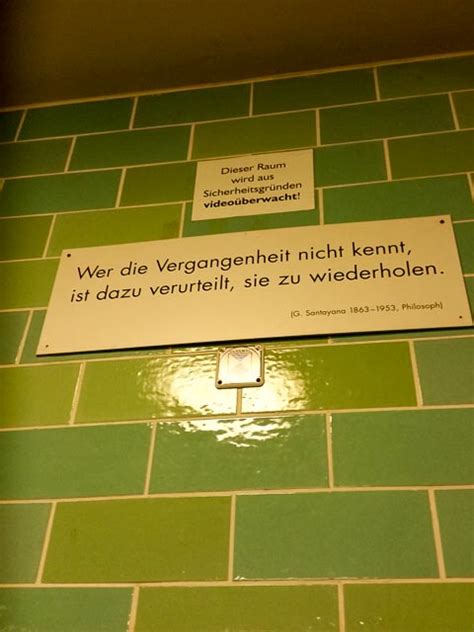 Dieser Raum
wird aus
Sicherheitsgründen
videoüberwacht!
Wer die Vergangenheit nicht kennt,
ist dazu verurteilt, sie zu wiederholen.
(G. Santayana 1863–1953, Philosoph)